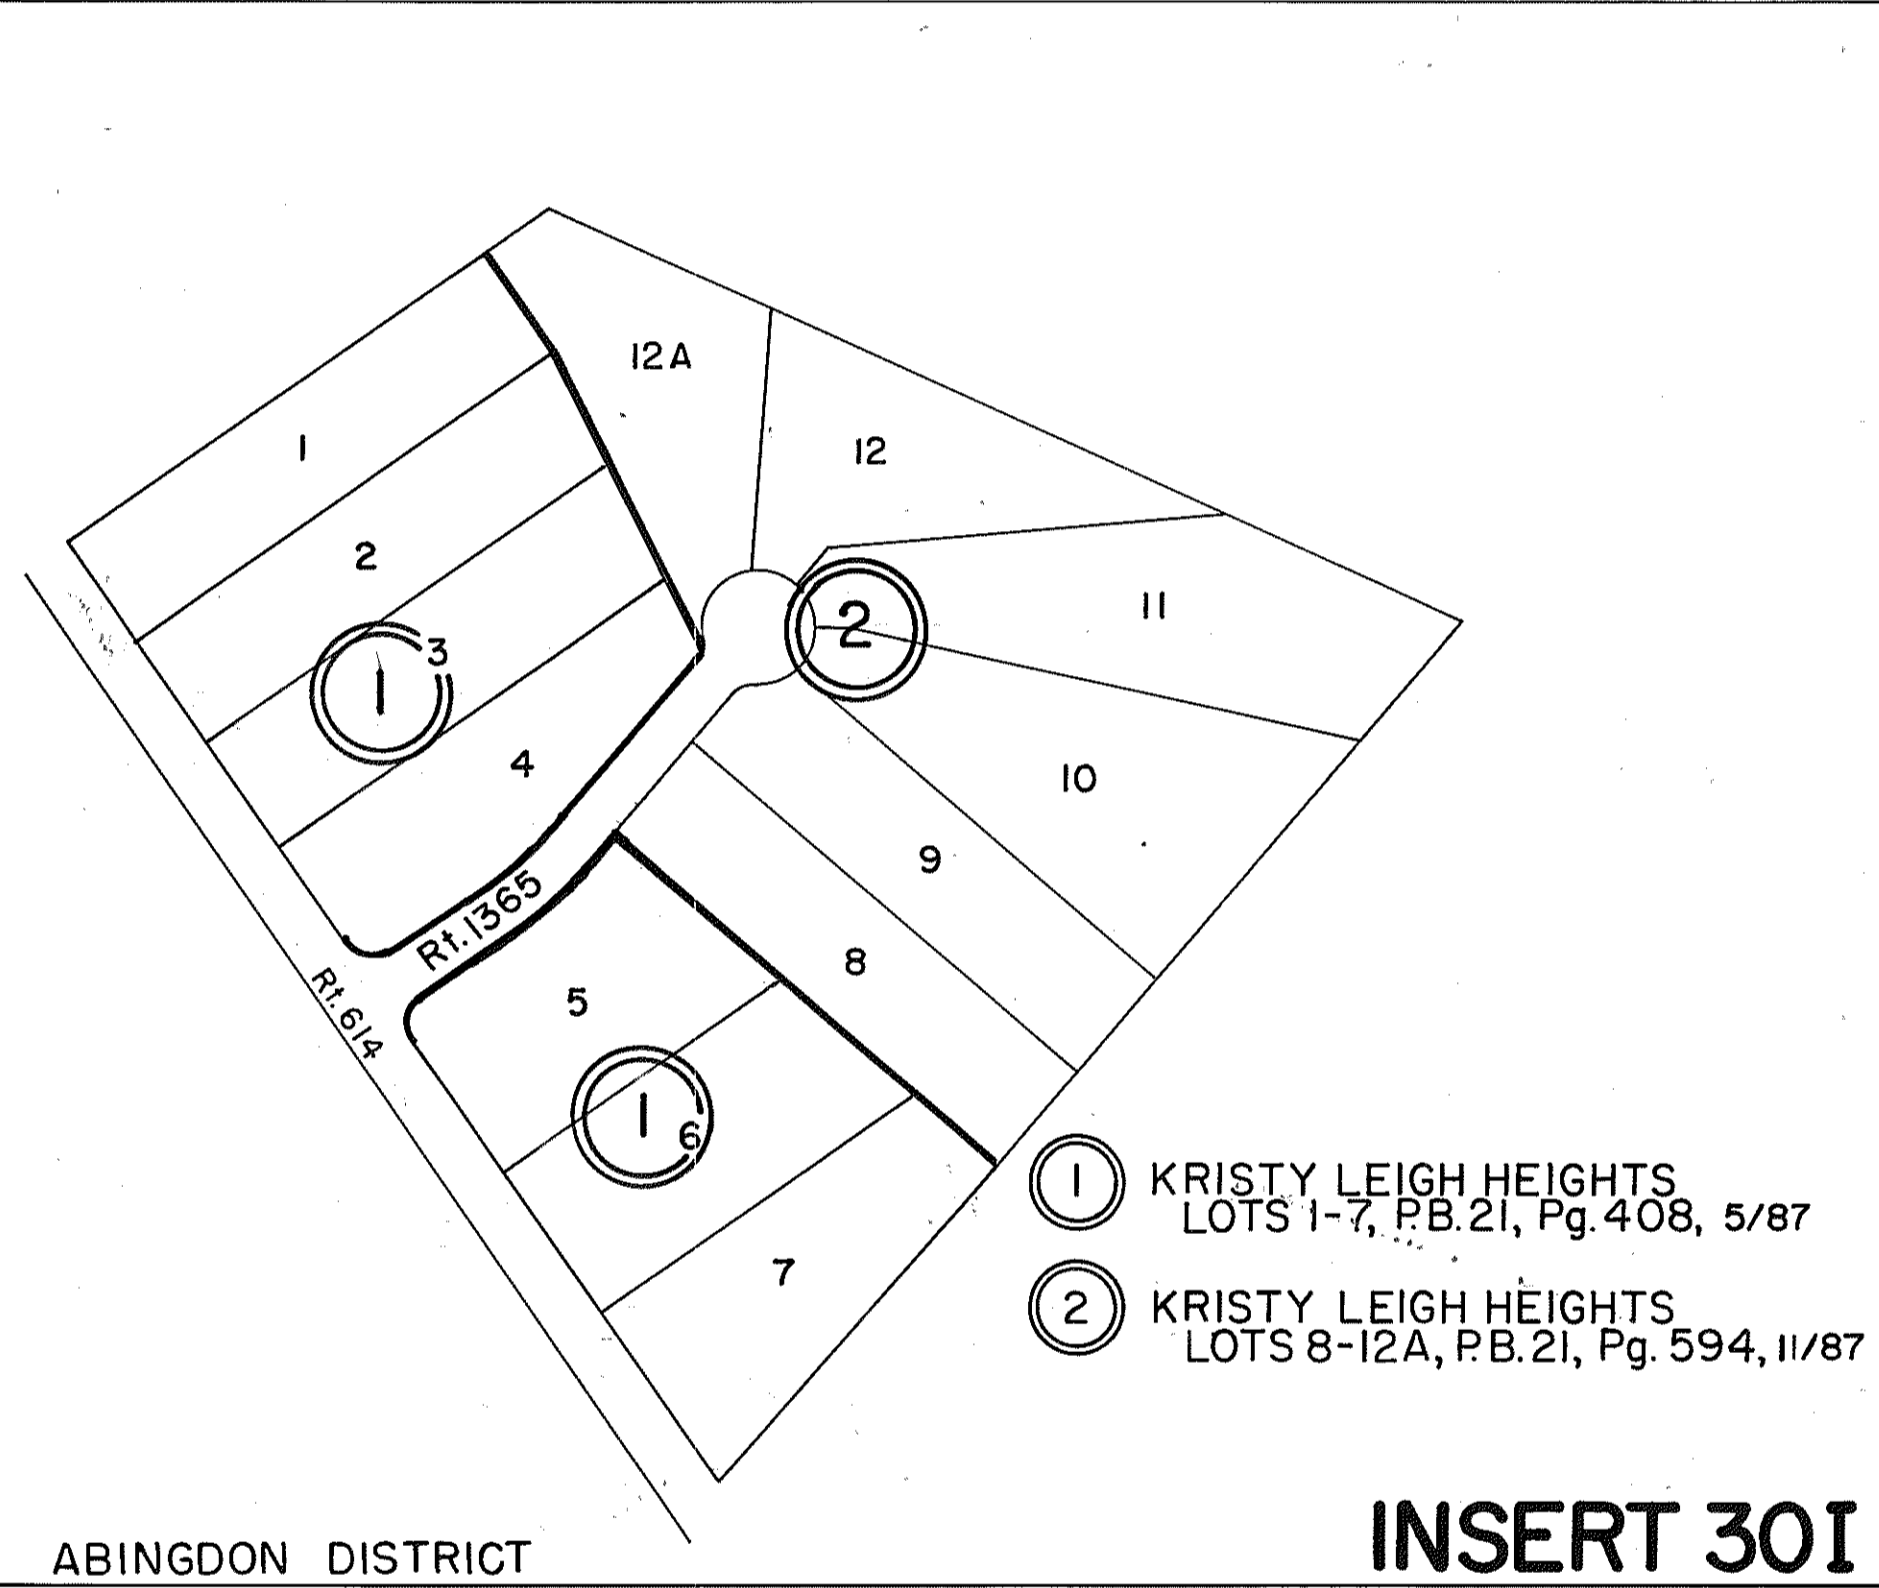 12A
12
1
2
11
2
3
1
4
10
9
Rt. 1365
8
5
Rt. 614
1
6
7
1 KRISTY LEIGH HEIGHTS
LOTS 1-7, P.B. 21, Pg. 408, 5/87
2 KRISTY LEIGH HEIGHTS
LOTS 8-12A, P.B. 21, Pg. 594, 11/87
ABINGDON DISTRICT
INSERT 30I